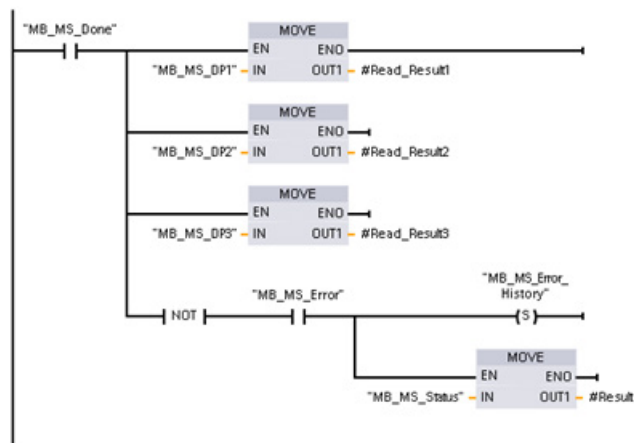 "MB_MS_Done"
MOVE
EN ENO
"MB_MS_DP1" IN OUT1 #Read_Result1
MOVE
EN ENO
"MB_MS_DP2" IN OUT1 #Read_Result2
MOVE
EN ENO
"MB_MS_DP3" IN OUT1 #Read_Result3
"MB_MS_Error_
History"
"MB_MS_Error"
NOT
S
MOVE
EN ENO
"MB_MS_Status" IN OUT1 #Result